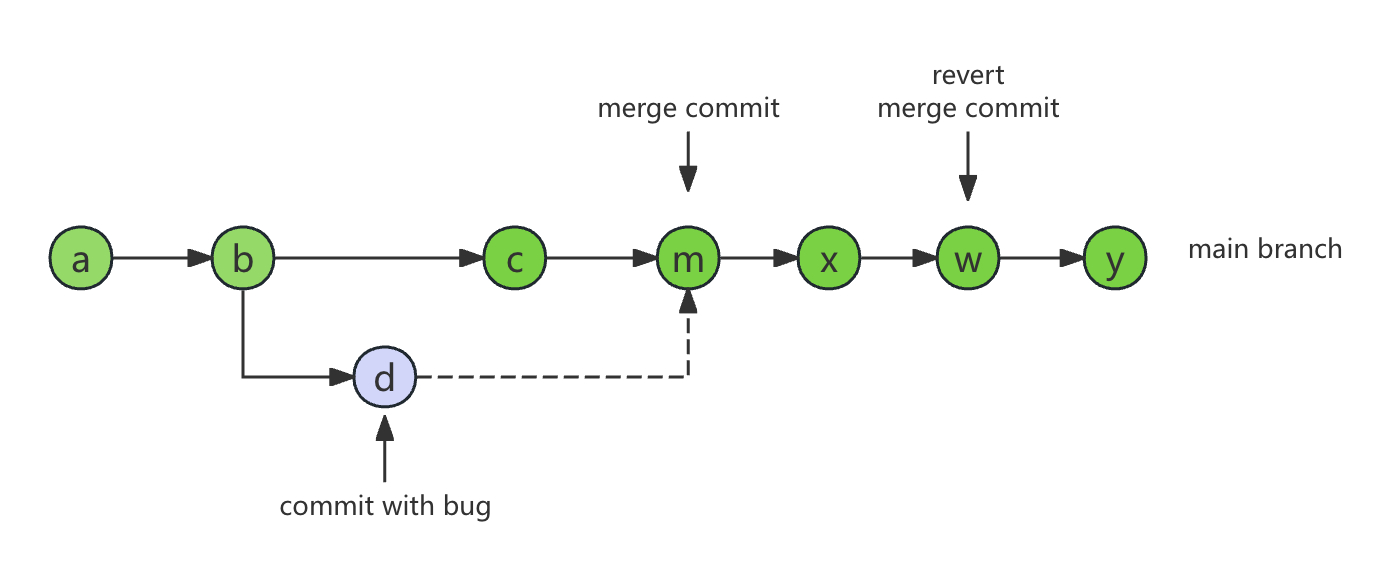 revert
merge commit
merge commit
a
b
c
m
x
w
y
main branch
d
commit with bug